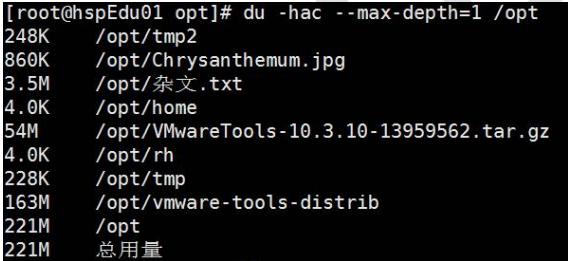 [root@hspEdu01 opt]# du -hac --max-depth=1 /opt
248K /opt/tmp2
860K /opt/Chrysanthemum.jpg
3.5M /opt/杂文.txt
4.0K /opt/home
54M /opt/VMwareTools-10.3.10-13959562.tar.gz
4.0K /opt/rh
228K /opt/tmp
163M /opt/vmware-tools-distrib
221M /opt
221M 总用量